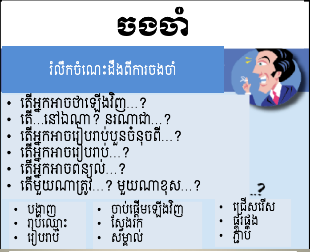 ចងចាំ
រំលឹកចំណេះដឹងពីការចងចាំ
• តើអ្នកអាចថាឡើងវិញ...?
• តើ...នៅឯណា? នរណាជា...?
• តើអ្នកអាចរៀបរាប់បួនចំនុចពី...?
• តើអ្នកអាចរៀបរាប់...?
• តើអ្នកអាចពន្យល់...?
• តើមួយណាត្រូវ...? មួយណាខុស...?
...?
• បង្ហាញ
• រាប់ឈ្មោះ
• រៀបរាប់
• ចាប់ផ្តើមឡើងវិញ
• ស្វែងរក
• សម្គាល់
• ជ្រើសរើស
• ផ្គូរផ្គង
• ភ្ជាប់